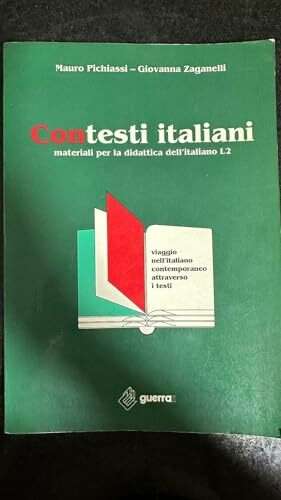 Mauro Pichiassi – Giovanna Zaganelli
Contesti italiani
materiali per la didattica dell'italiano L2
viaggio
nell'italiano
contemporaneo
attraverso
i testi
guerra